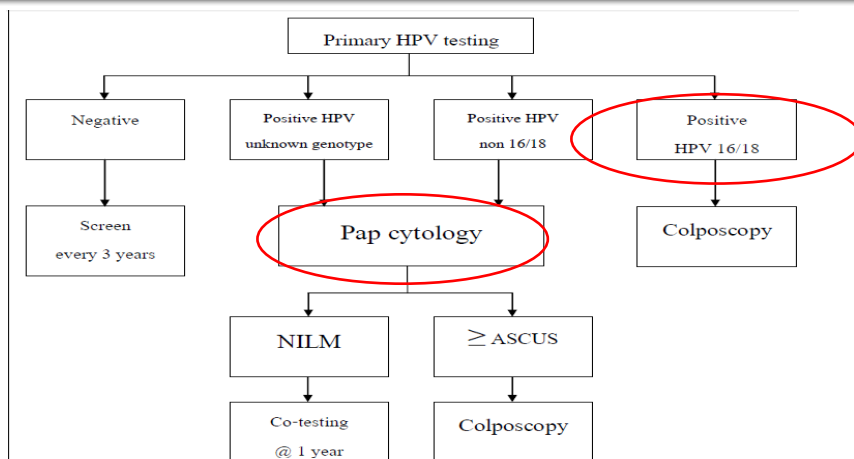 Primary HPV testing
Negative
Positive HPV
unknown genotype
Positive HPV
non 16/18
Positive
HPV 16/18
Screen
every 3 years
Pap cytology
Colposcopy
NILM
≥ ASCUS
Co-testing
@ 1 year
Colposcopy